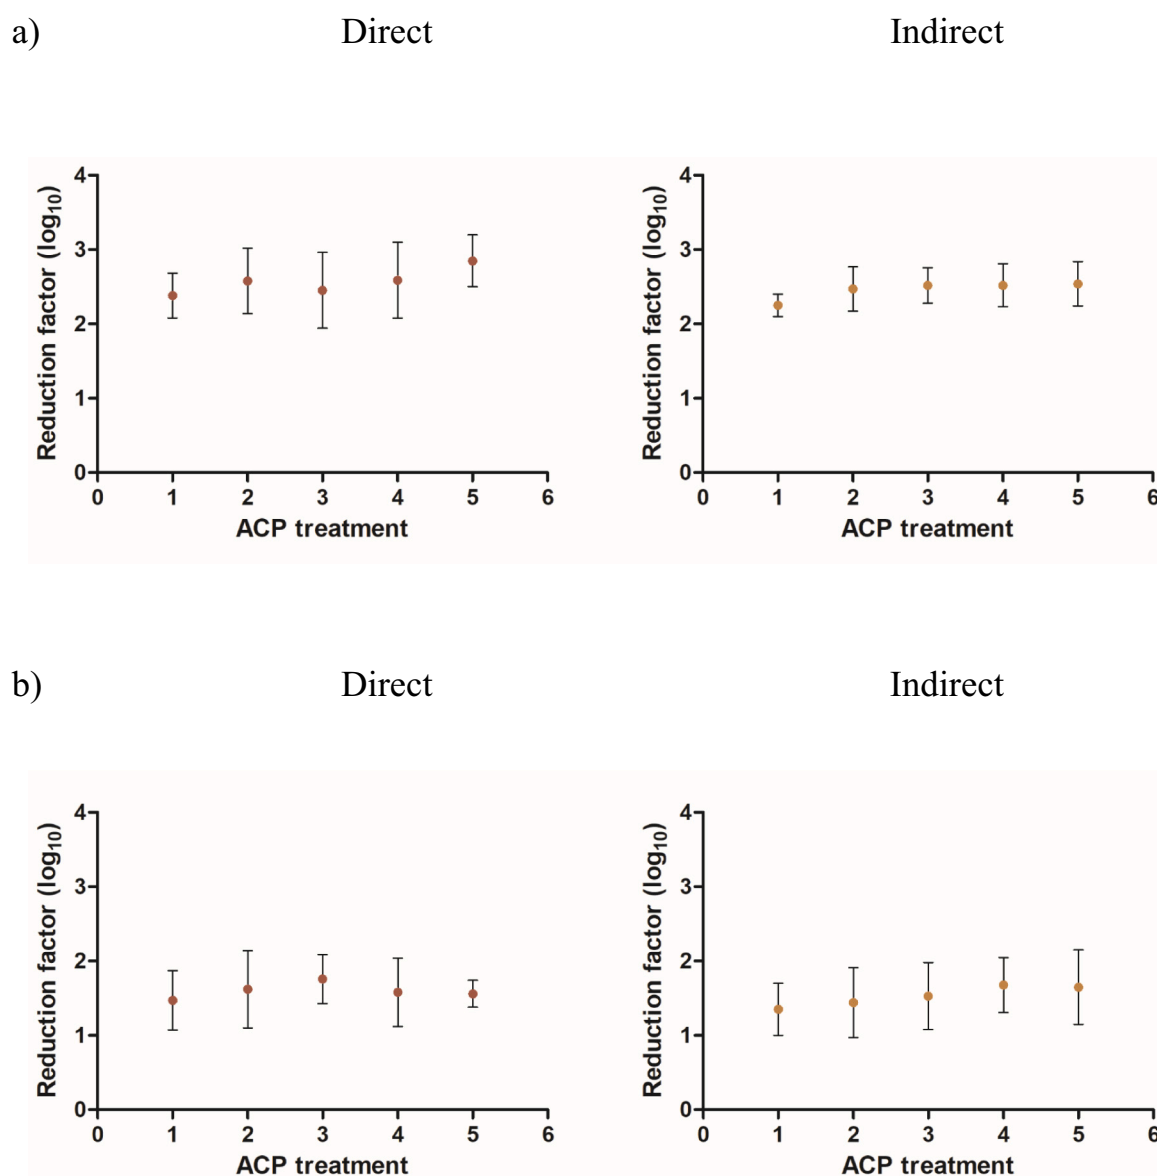 a)
Direct
Indirect
Reduction factor (log10)
4
3
2
1
0
0 1 2 3 4 5 6
ACP treatment
Reduction factor (log10)
4
3
2
1
0
0 1 2 3 4 5 6
ACP treatment
b)
Direct
Indirect
Reduction factor (log10)
4
3
2
1
0
0 1 2 3 4 5 6
ACP treatment
Reduction factor (log10)
4
3
2
1
0
0 1 2 3 4 5 6
ACP treatment